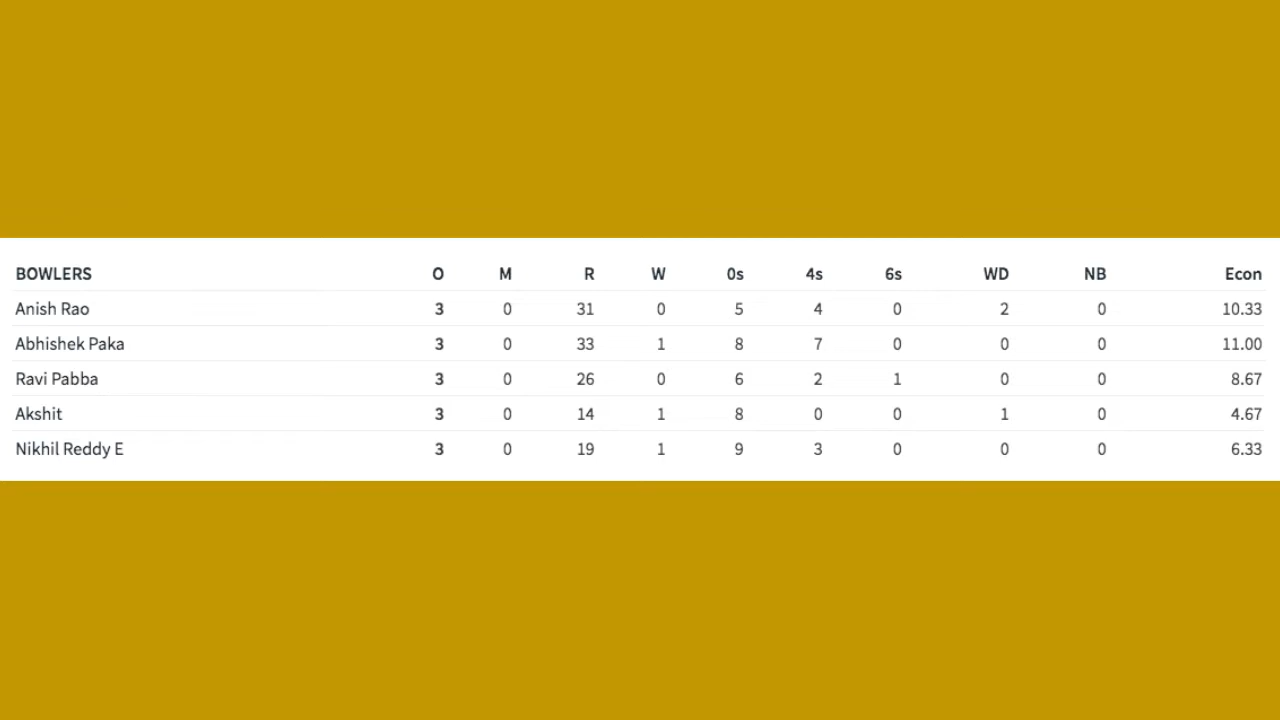 BOWLERS O M R W 0s 4s 6s WD NB Econ
Anish Rao 3 0 31 0 5 4 0 2 0 10.33
Abhishek Paka 3 0 33 1 8 7 0 0 0 11.00
Ravi Pabba 3 0 26 0 6 2 1 0 0 8.67
Akshit 3 0 14 1 8 0 0 1 0 4.67
Nikhil Reddy E 3 0 19 1 9 3 0 0 0 6.33